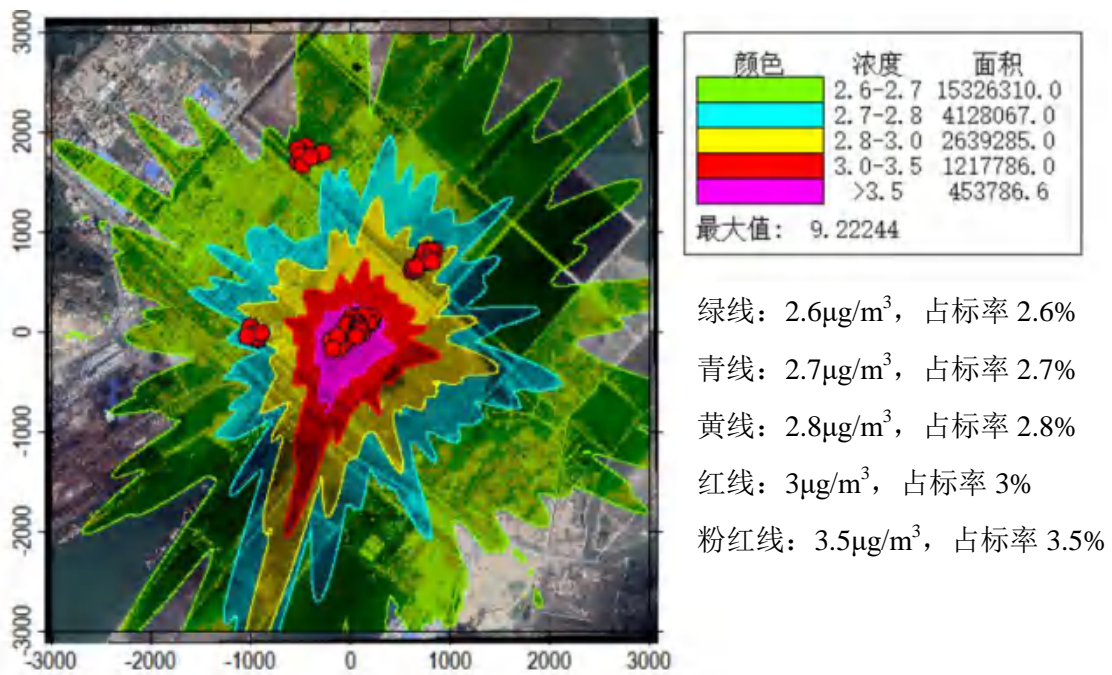 颜色 浓度 面积
2.6-2.7 15326310.0
2.7-2.8 4128067.0
2.8-3.0 2639285.0
3.0-3.5 1217786.0
>3.5 453786.6
最大值: 9.22244
绿线：2.6μg/m³，占标率 2.6%
青线：2.7μg/m³，占标率 2.7%
黄线：2.8μg/m³，占标率 2.8%
红线：3μg/m³，占标率 3%
粉红线：3.5μg/m³，占标率 3.5%
3000
2000
1000
0
-1000
-2000
-3000
-3000 -2000 -1000 0 1000 2000 3000